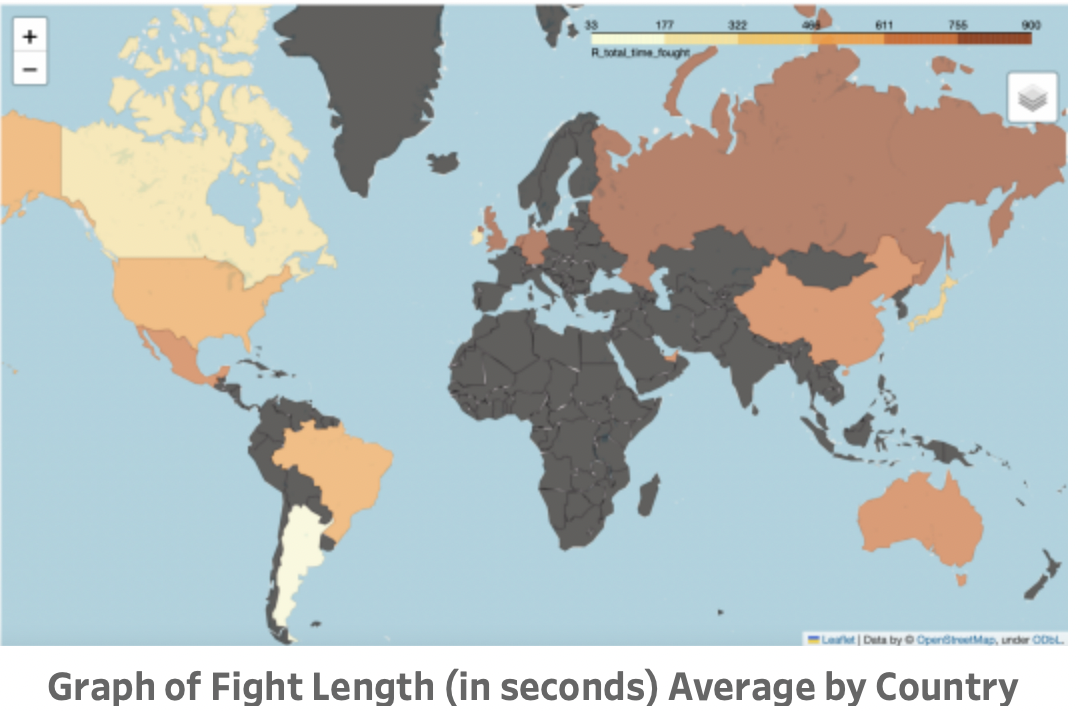 +
33 177 322 466 611 755 900
R_total_time_fought
−
Leaflet | Data by © OpenStreetMap, under ODbL.
Graph of Fight Length (in seconds) Average by Country